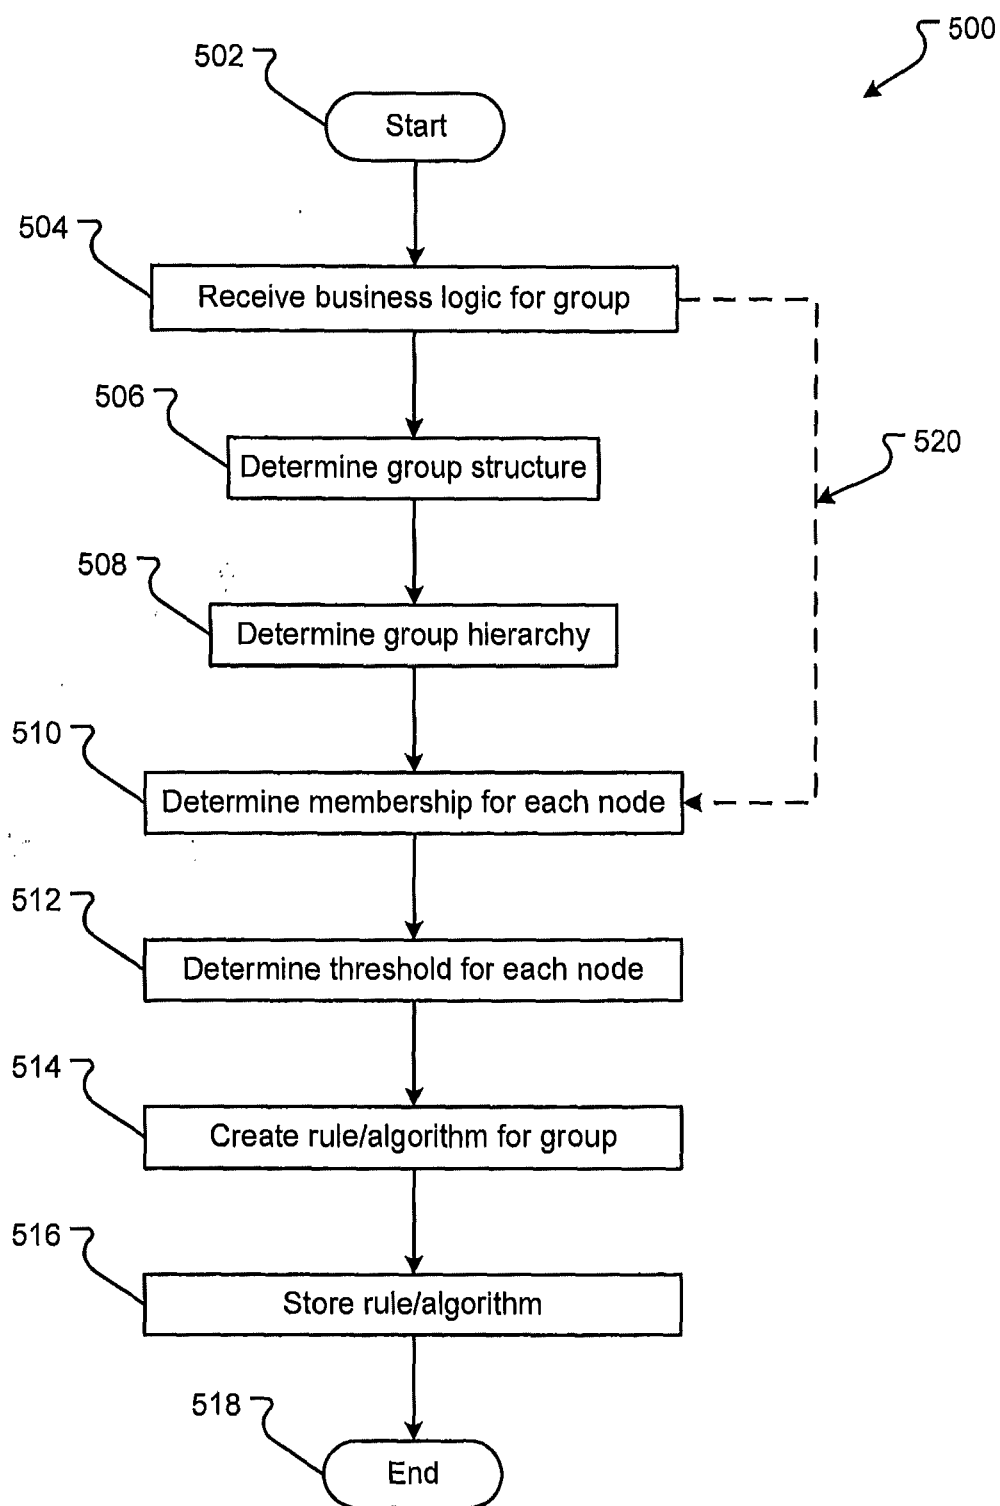 500
502
Start
504
Receive business logic for group
506
Determine group structure
520
508
Determine group hierarchy
510
Determine membership for each node
512
Determine threshold for each node
514
Create rule/algorithm for group
516
Store rule/algorithm
518
End